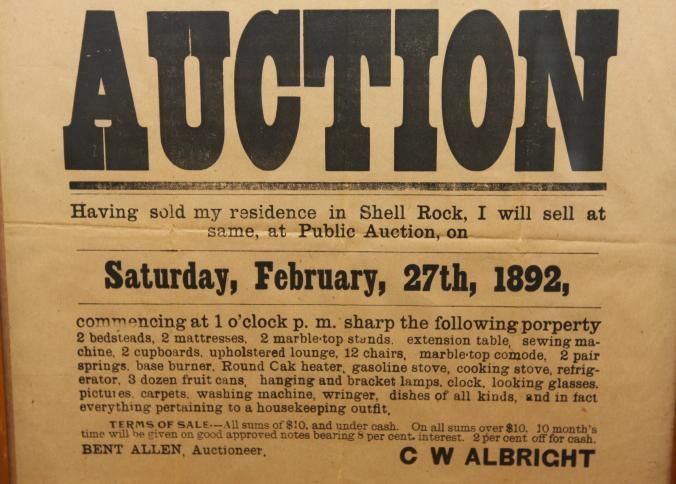 AUCTION
Having sold my residence in Shell Rock, I will sell at
same, at Public Auction, on
Saturday, February, 27th, 1892,
commencing at 1 o'clock p. m. sharp the following porperty
2 bedsteads, 2 mattresses, 2 marble-top stands, extension table, sewing ma-
chine, 2 cupboards, upholstered lounge, 12 chairs, marble-top comode, 2 pair
springs, base burner, Round Oak heater, gasoline stove, cooking stove, refrig-
erator, 3 dozen fruit cans, hanging and bracket lamps, clock, looking glasses,
pictures, carpets, washing machine, wringer, dishes of all kinds, and in fact
everything pertaining to a housekeeping outfit,
TERMS OF SALE---All sums of $10, and under cash. On all sums over $10, 10 month's
time will be given on good approved notes bearing 8 per cent. interest. 2 per cent off for cash.
BENT ALLEN, Auctioneer,
C W ALBRIGHT